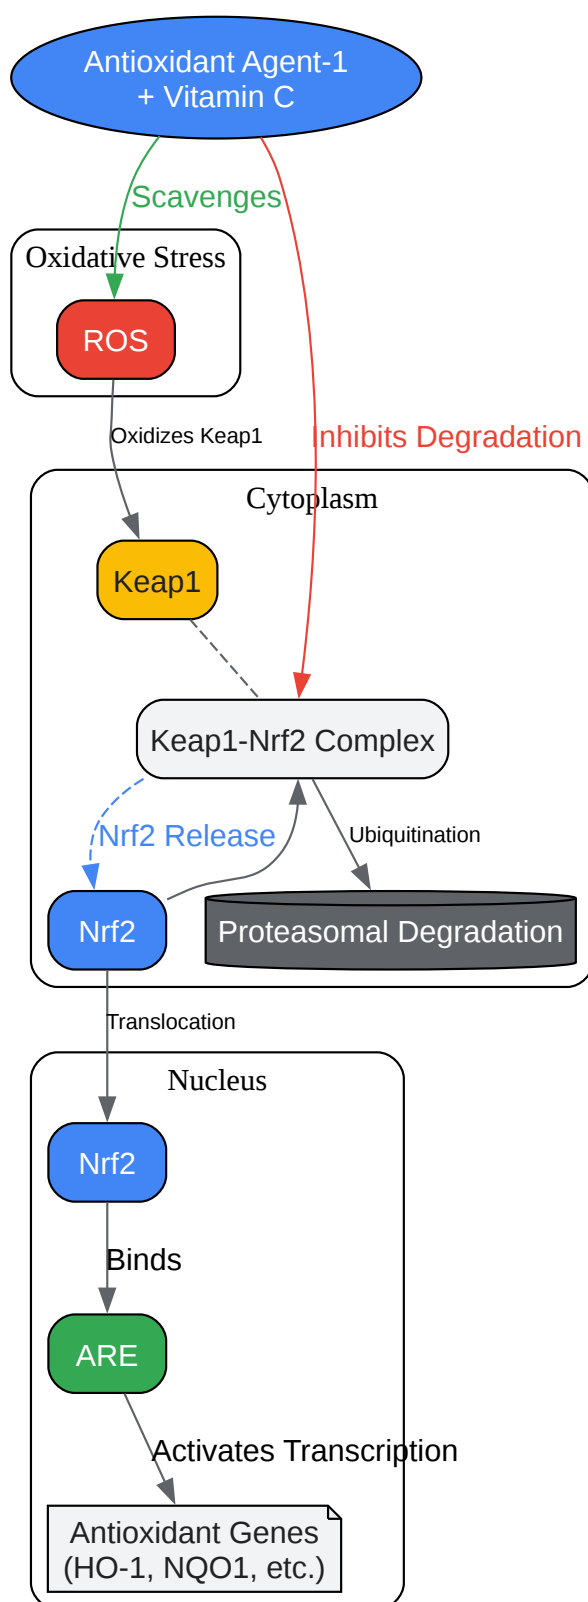 Antioxidant Agent-1
+ Vitamin C
Scavenges
Oxidative Stress
ROS
Oxidizes Keap1
Inhibits Degradation
Cytoplasm
Keap1
Keap1-Nrf2 Complex
Nrf2 Release
Ubiquitination
Nrf2
Proteasomal Degradation
Translocation
Nucleus
Nrf2
Binds
ARE
Activates Transcription
Antioxidant Genes
(HO-1, NQO1, etc.)